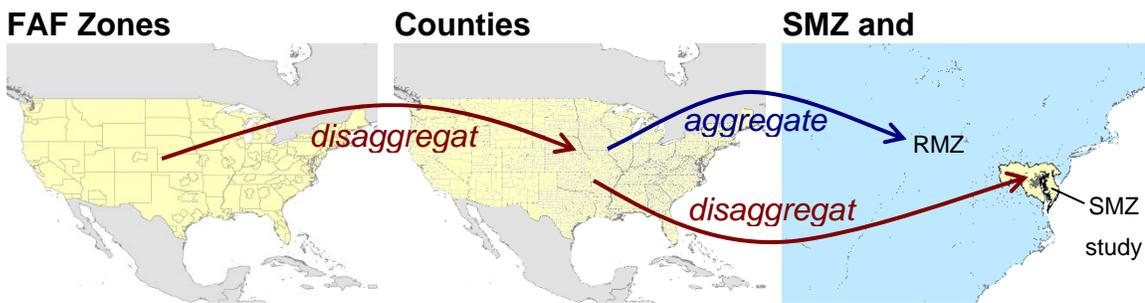 FAF Zones
Counties
SMZ and
disaggregat
aggregate
RMZ
disaggregat
SMZ
study